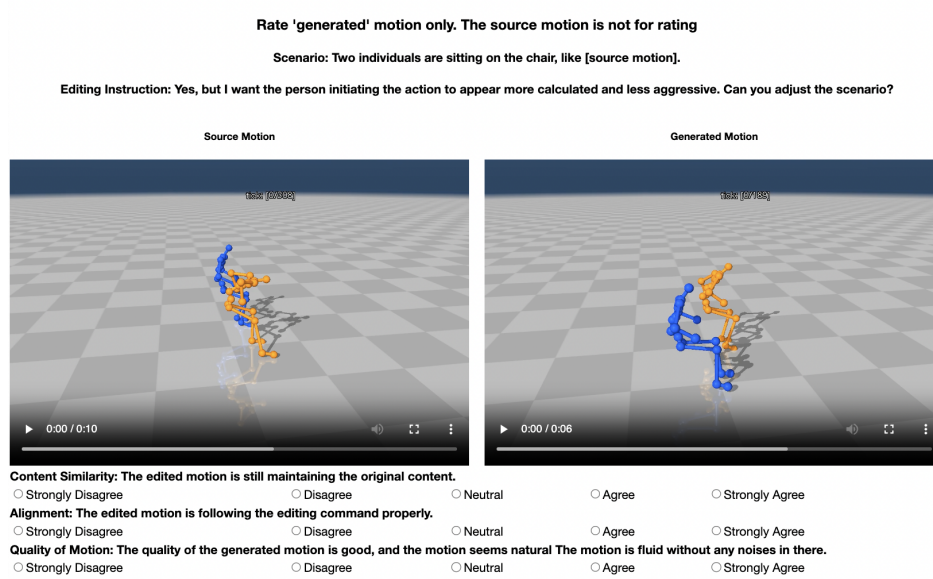 Rate 'generated' motion only. The source motion is not for rating
Scenario: Two individuals are sitting on the chair, like [source motion].
Editing Instruction: Yes, but I want the person initiating the action to appear more calculated and less aggressive. Can you adjust the scenario?
Source Motion
Generated Motion
0:00 / 0:10
0:00 / 0:06
Content Similarity: The edited motion is still maintaining the original content.
Strongly Disagree Disagree Neutral Agree Strongly Agree
Alignment: The edited motion is following the editing command properly.
Strongly Disagree Disagree Neutral Agree Strongly Agree
Quality of Motion: The quality of the generated motion is good, and the motion seems natural The motion is fluid without any noises in there.
Strongly Disagree Disagree Neutral Agree Strongly Agree